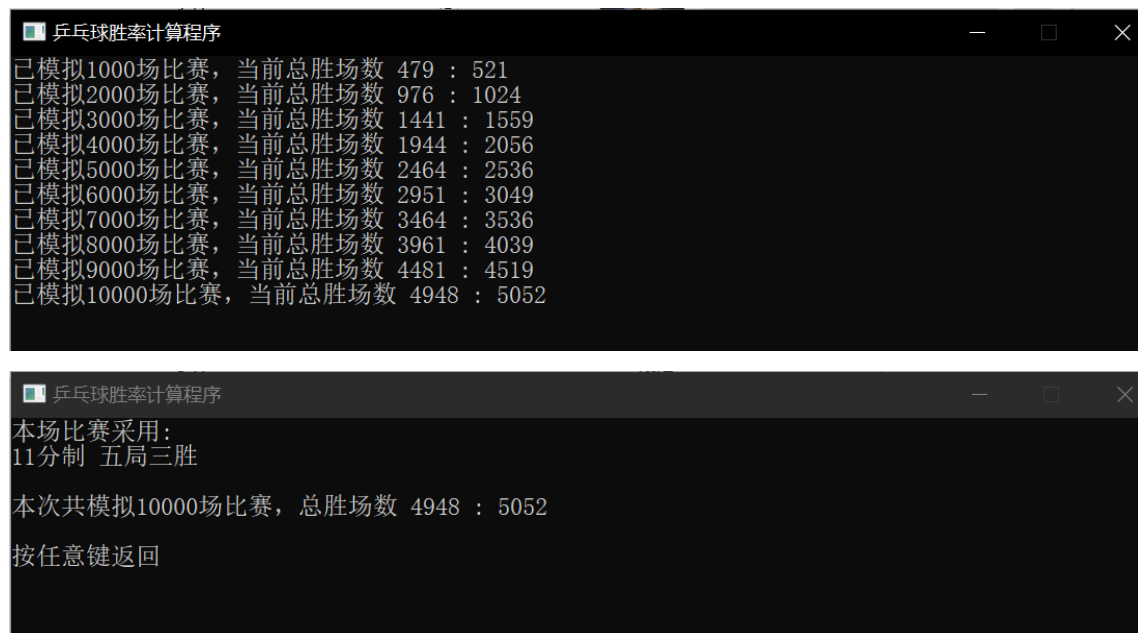 乒乓球胜率计算程序
已模拟1000场比赛，当前总胜场数 479 : 521
已模拟2000场比赛，当前总胜场数 976 : 1024
已模拟3000场比赛，当前总胜场数 1441 : 1559
已模拟4000场比赛，当前总胜场数 1944 : 2056
已模拟5000场比赛，当前总胜场数 2464 : 2536
已模拟6000场比赛，当前总胜场数 2951 : 3049
已模拟7000场比赛，当前总胜场数 3464 : 3536
已模拟8000场比赛，当前总胜场数 3961 : 4039
已模拟9000场比赛，当前总胜场数 4481 : 4519
已模拟10000场比赛，当前总胜场数 4948 : 5052
乒乓球胜率计算程序
本场比赛采用:
11分制 五局三胜
本次共模拟10000场比赛，总胜场数 4948 : 5052
按任意键返回